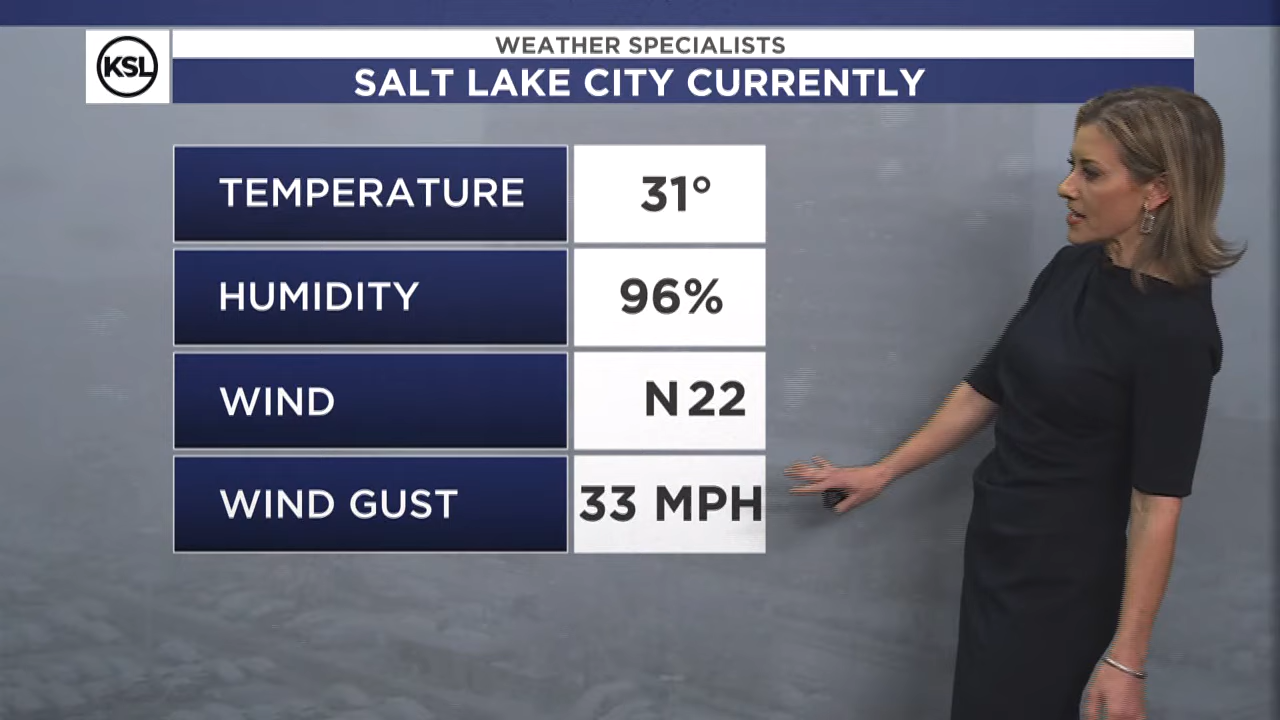 KSL
WEATHER SPECIALISTS
SALT LAKE CITY CURRENTLY
TEMPERATURE 31°
HUMIDITY 96%
WIND N 22
WIND GUST 33 MPH